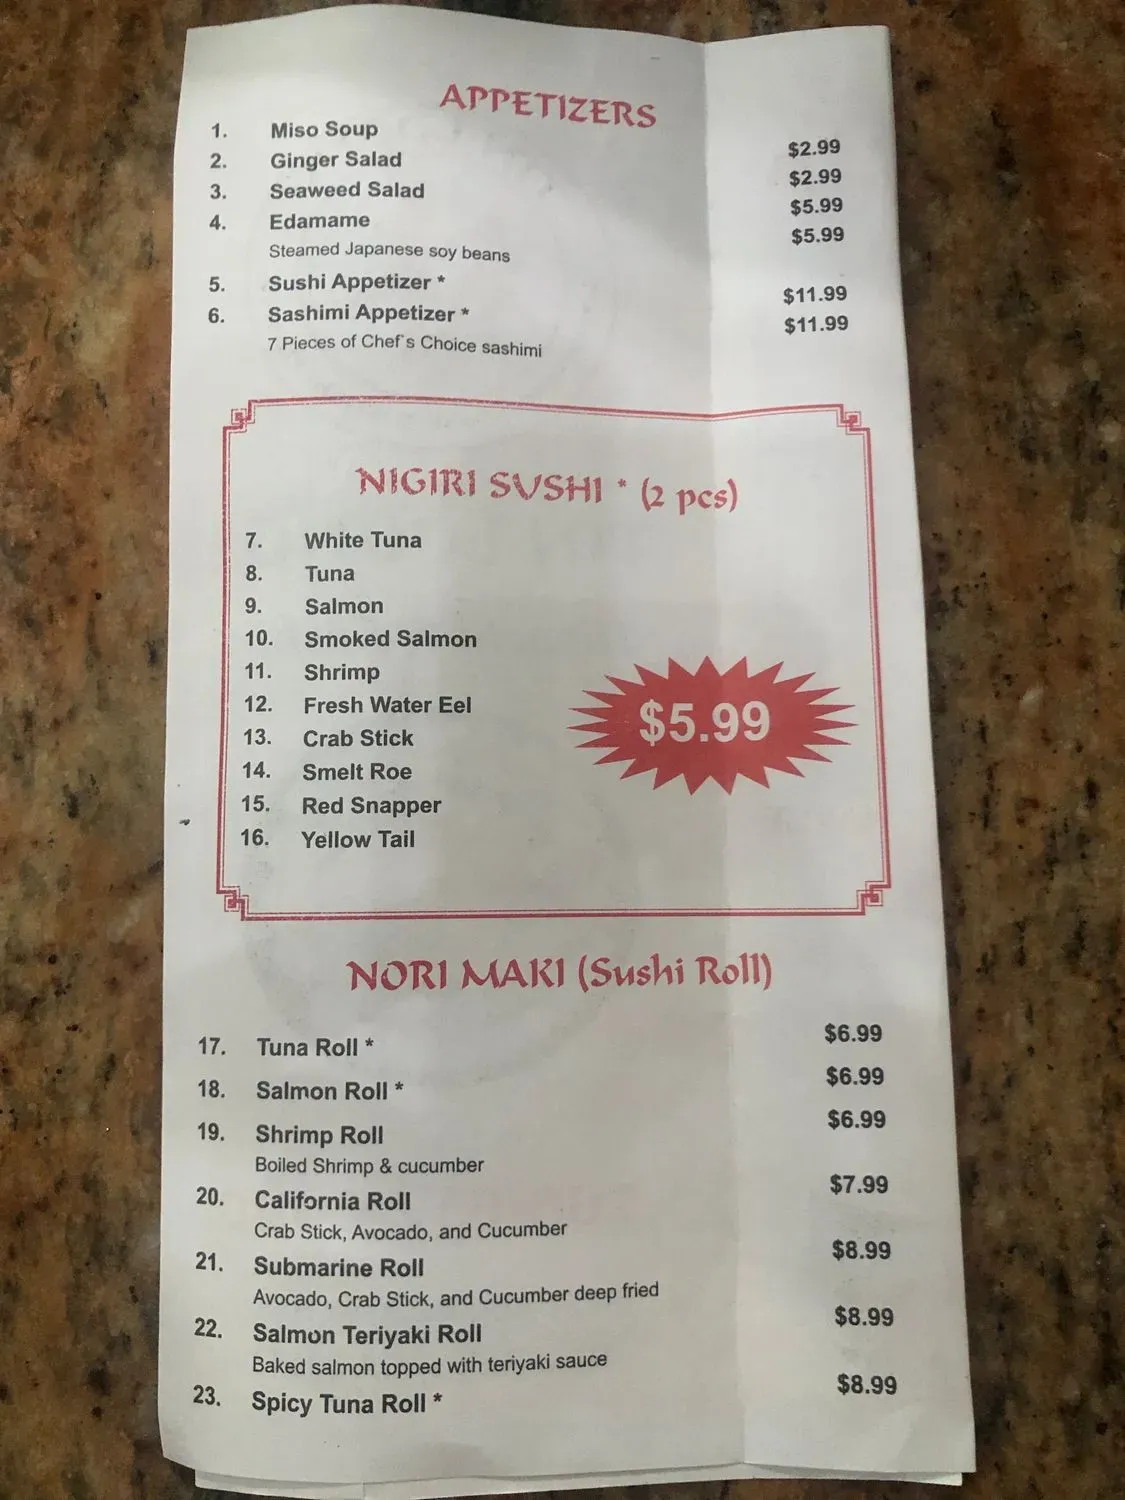 APPETIZERS
1. Miso Soup $2.99
2. Ginger Salad $2.99
3. Seaweed Salad $5.99
4. Edamame $5.99
Steamed Japanese soy beans
5. Sushi Appetizer * $11.99
6. Sashimi Appetizer * $11.99
7 Pieces of Chef`s Choice sashimi
NIGIRI SUSHI * (2 pcs)
7. White Tuna
8. Tuna
9. Salmon
10. Smoked Salmon
11. Shrimp
12. Fresh Water Eel
13. Crab Stick
14. Smelt Roe
15. Red Snapper
16. Yellow Tail
$5.99
NORI MAKI (Sushi Roll)
17. Tuna Roll * $6.99
18. Salmon Roll * $6.99
19. Shrimp Roll $6.99
Boiled Shrimp & cucumber
20. California Roll $7.99
Crab Stick, Avocado, and Cucumber
21. Submarine Roll $8.99
Avocado, Crab Stick, and Cucumber deep fried
22. Salmon Teriyaki Roll $8.99
Baked salmon topped with teriyaki sauce
23. Spicy Tuna Roll * $8.99